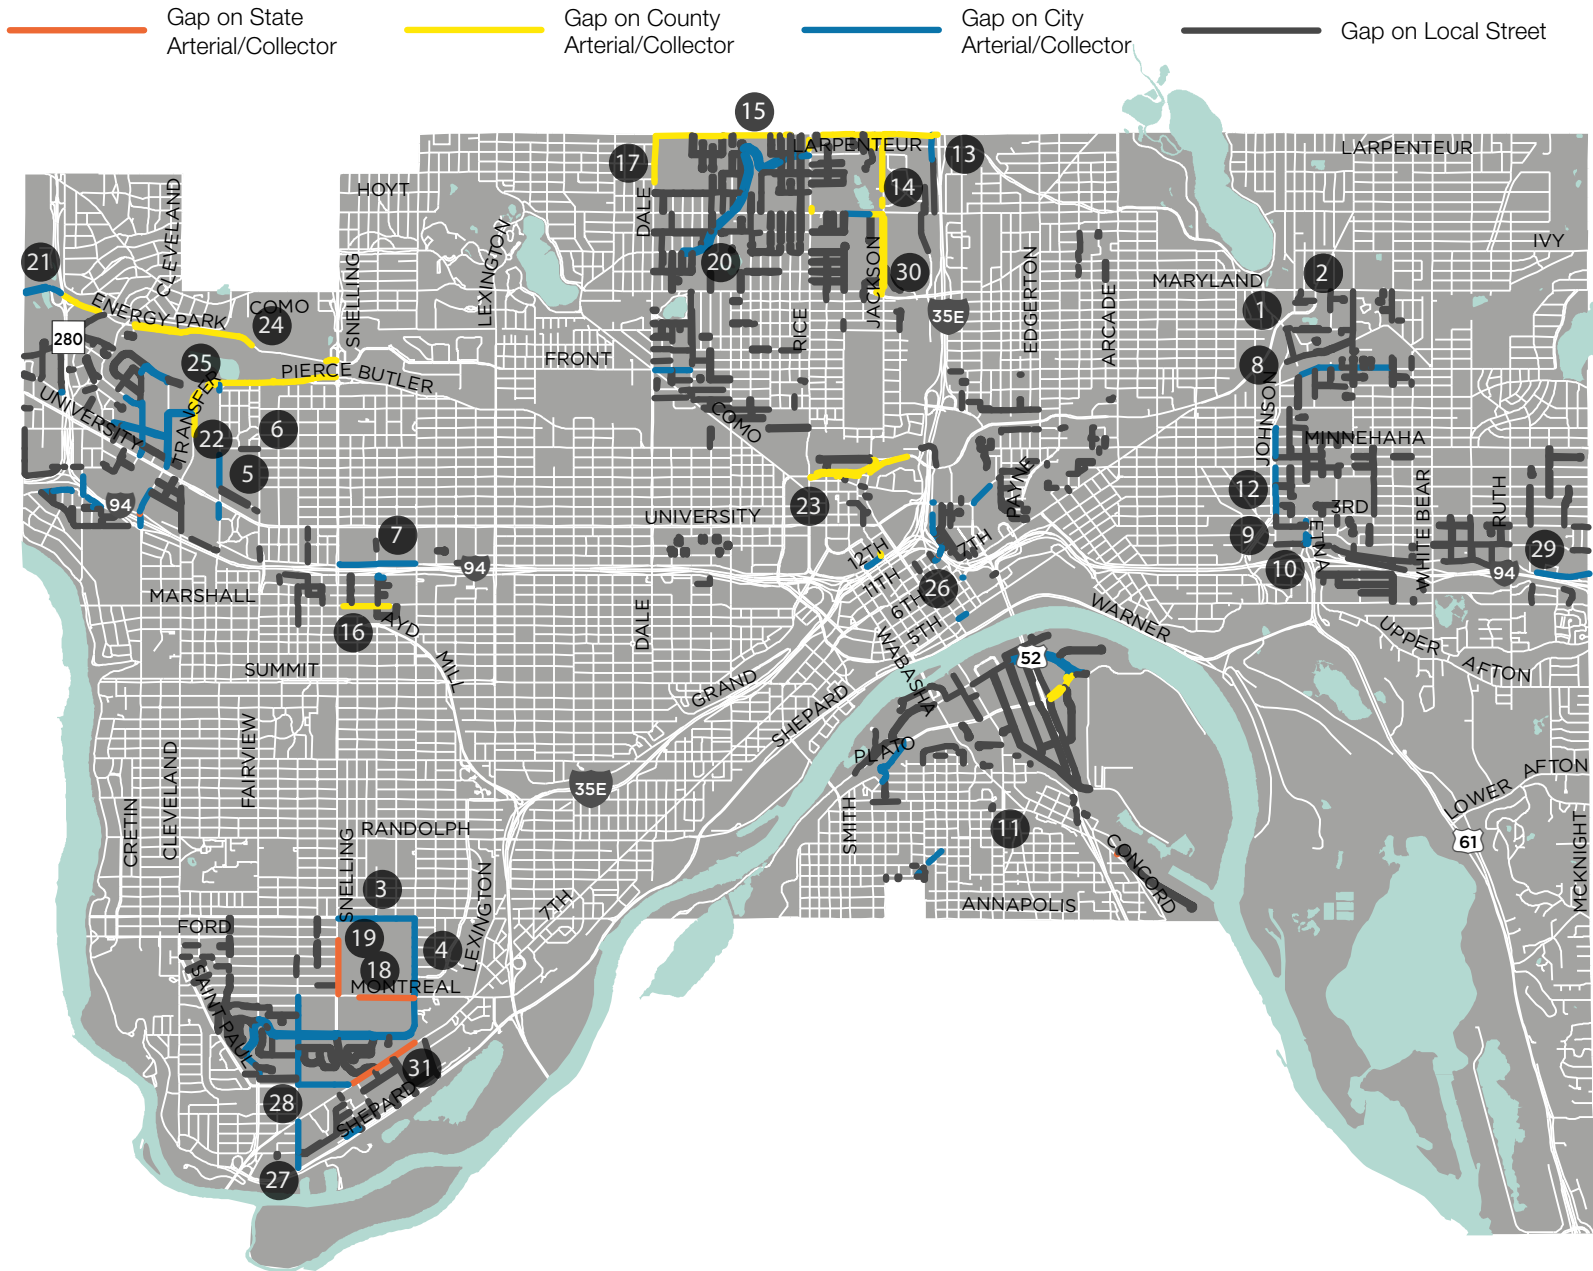 Gap on State
Arterial/Collector
Gap on County
Arterial/Collector
Gap on City
Arterial/Collector
Gap on Local Street
15
LARPENTEUR
13
LARPENTEUR
17
HOYT
CLEVELAND
DALE
14
LEXINGTON
21
20
JACKSON
30
EDGERTON
IVY
MARYLAND
2
ENERGY PARK
COMO
24
SNELLING
280
RICE
35E
ARCADE
1
FRONT
25
PIERCE BUTLER
8
TRANSFER
UNIVERSITY
22
6
5
COMO
JOHNSON
MINNEHAHA
94
23
PAYNE
12
3RD
WHITE BEAR
RUTH
UNIVERSITY
7
12TH
7TH
9
ETNA
29
94
11TH
26
10
94
MARSHALL
6TH
5TH
WARNER
16
AYD
MILL
DALE
WABASHA
UPPER
AFTON
SUMMIT
52
GRAND
SHEPARD
PLATO
FAIRVIEW
CLEVELAND
CRETIN
35E
LOWER
AFTON
RANDOLPH
SMITH
11
CONCORD
61
MCKNIGHT
3
SNELLING
LEXINGTON
7TH
ANNAPOLIS
FORD
19
4
18
MONTREAL
SAINT PAUL
31
28
SHEPARD
27